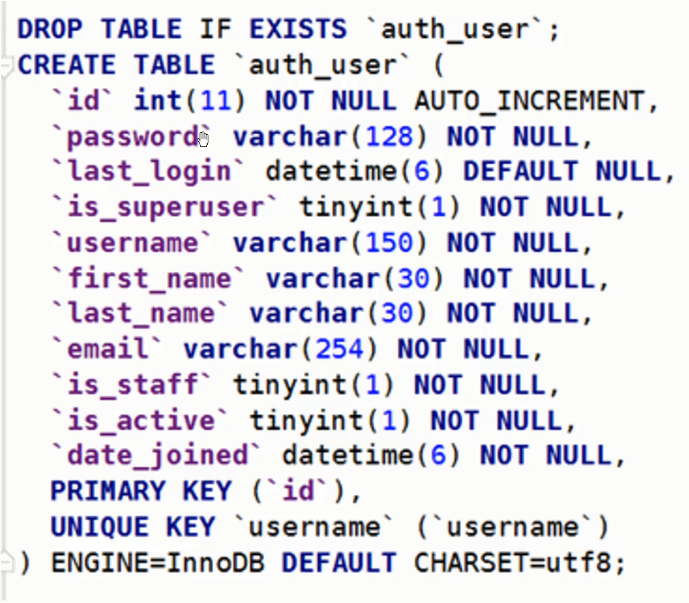 DROP TABLE IF EXISTS `auth_user`;
CREATE TABLE `auth_user` (
  `id` int(11) NOT NULL AUTO_INCREMENT,
  `password` varchar(128) NOT NULL,
  `last_login` datetime(6) DEFAULT NULL,
  `is_superuser` tinyint(1) NOT NULL,
  `username` varchar(150) NOT NULL,
  `first_name` varchar(30) NOT NULL,
  `last_name` varchar(30) NOT NULL,
  `email` varchar(254) NOT NULL,
  `is_staff` tinyint(1) NOT NULL,
  `is_active` tinyint(1) NOT NULL,
  `date_joined` datetime(6) NOT NULL,
  PRIMARY KEY (`id`),
  UNIQUE KEY `username` (`username`)
) ENGINE=InnoDB DEFAULT CHARSET=utf8;